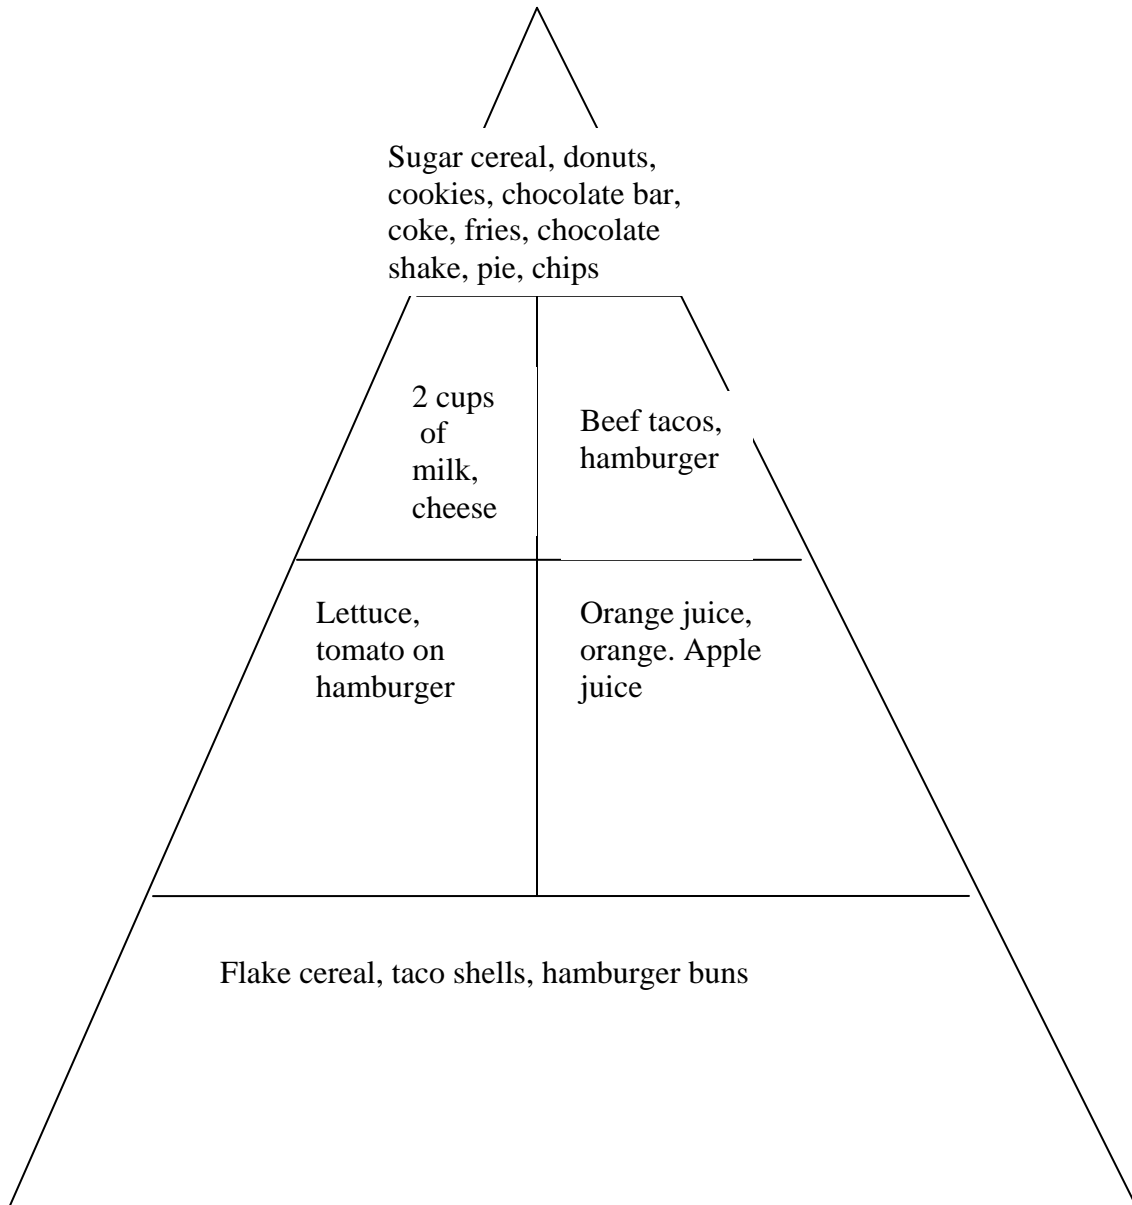 Sugar cereal, donuts,
cookies, chocolate bar,
coke, fries, chocolate
shake, pie, chips
2 cups
of
milk,
cheese
Beef tacos,
hamburger
Lettuce,
tomato on
hamburger
Orange juice,
orange. Apple
juice
Flake cereal, taco shells, hamburger buns